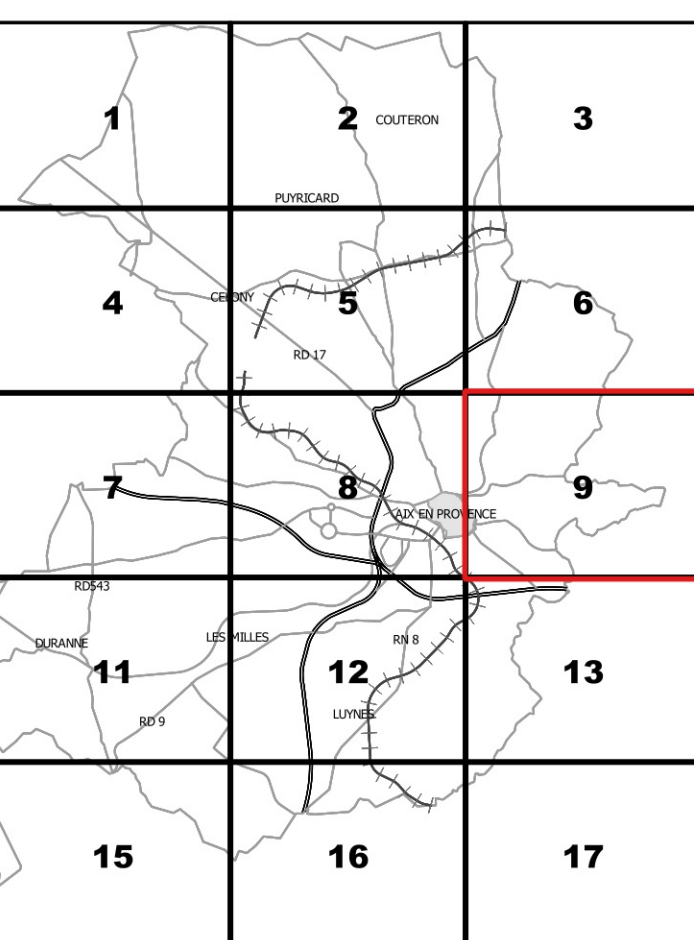 1
2
COUTERON
3
PUYRICARD
4
CELONY
5
6
RD 17
7
8
9
AIX EN PROVENCE
RD543
DURANNE
LES MILLES
RN 8
11
12
13
LUYNES
RD 9
15
16
17